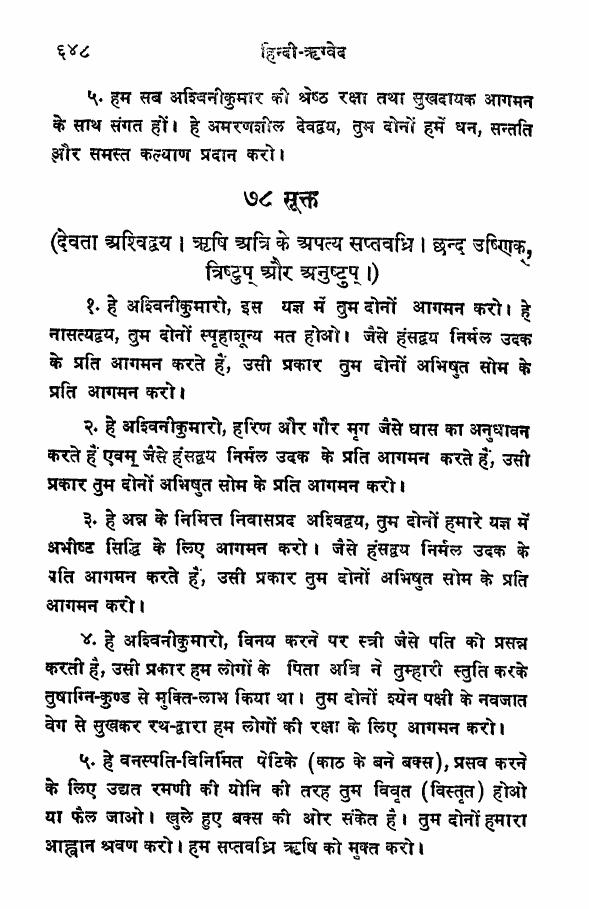 ६४८ हिन्दी-ऋग्वेद
५. हम सब अश्विनीकुमार की श्रेष्ठ रक्षा तथा सुखदायक आगमन
के साथ संगत हों। हे अमरणशील देवद्वय, तुम दोनों हमें धन, सन्तति
और समस्त कल्याण प्रदान करो।
७८ सूक्त
(देवता अश्विद्वय। ऋषि अत्रि के अपत्य सप्तवध्रि। छन्द उष्णिक्,
त्रिष्टुप् और अनुष्टुप्।)
१. हे अश्विनीकुमारो, इस यज्ञ में तुम दोनों आगमन करो। हे
नासत्यद्वय, तुम दोनों स्पृहाशून्य मत होओ। जैसे हंसद्वय निर्मल उदक
के प्रति आगमन करते हैं, उसी प्रकार तुम दोनों अभिषुत सोम के
प्रति आगमन करो।
२. हे अश्विनीकुमारो, हरिण और गौर मृग जैसे घास का अनुधावन
करते हैं एवम् जैसे हंसद्वय निर्मल उदक के प्रति आगमन करते हैं, उसी
प्रकार तुम दोनों अभिषुत सोम के प्रति आगमन करो।
३. हे अन्न के निमित्त निवासप्रद अश्विद्वय, तुम दोनों हमारे यज्ञ में
अभीष्ट सिद्धि के लिए आगमन करो। जैसे हंसद्वय निर्मल उदक के
प्रति आगमन करते हैं, उसी प्रकार तुम दोनों अभिषुत सोम के प्रति
आगमन करो।
४. हे अश्विनीकुमारो, विनय करने पर स्त्री जैसे पति को प्रसन्न
करती है, उसी प्रकार हम लोगों के पिता अत्रि ने तुम्हारी स्तुति करके
तुषाग्नि-कुण्ड से मुक्ति-लाभ किया था। तुम दोनों श्येन पक्षी के नवजात
वेग से सुखकर रथ-द्वारा हम लोगों की रक्षा के लिए आगमन करो।
५. हे वनस्पति-विनिर्मित पेटिके (काठ के बने बक्स), प्रसव करने
के लिए उद्यत रमणी की योनि की तरह तुम विवृत (विस्तृत) होओ
या फैल जाओ। खुले हुए बक्स की ओर संकेत है। तुम दोनों हमारा
आह्वान श्रवण करो। हम सप्तवध्रि ऋषि को मुक्त करो।